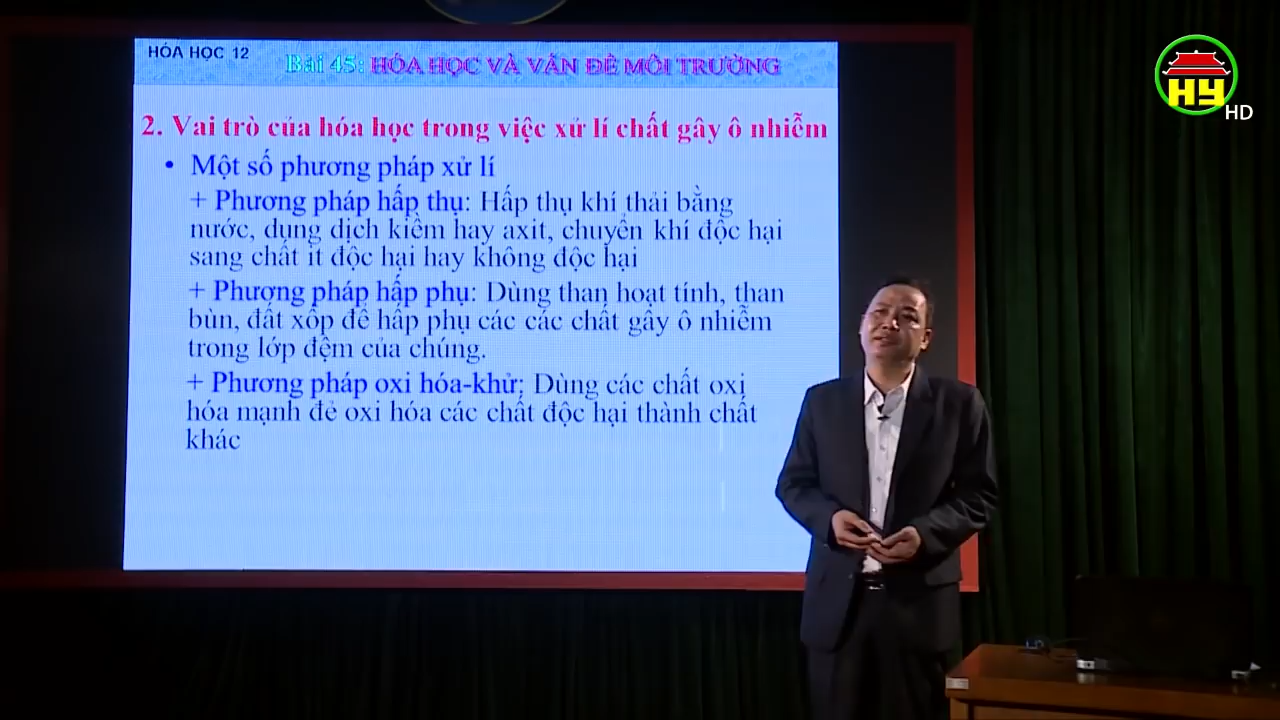 HÓA HỌC 12
Bài 45: HÓA HỌC VÀ VẤN ĐỀ MÔI TRƯỜNG
2. Vai trò của hóa học trong việc xử lí chất gây ô nhiễm
• Một số phương pháp xử lí
+ Phương pháp hấp thụ: Hấp thụ khí thải bằng
nước, dung dịch kiềm hay axit, chuyển khí độc hại
sang chất ít độc hại hay không độc hại
+ Phương pháp hấp phụ: Dùng than hoạt tính, than
bùn, đất xốp để hấp phụ các các chất gây ô nhiễm
trong lớp đệm của chúng.
+ Phương pháp oxi hóa-khử: Dùng các chất oxi
hóa mạnh để oxi hóa các chất độc hại thành chất
khác
HY
HD